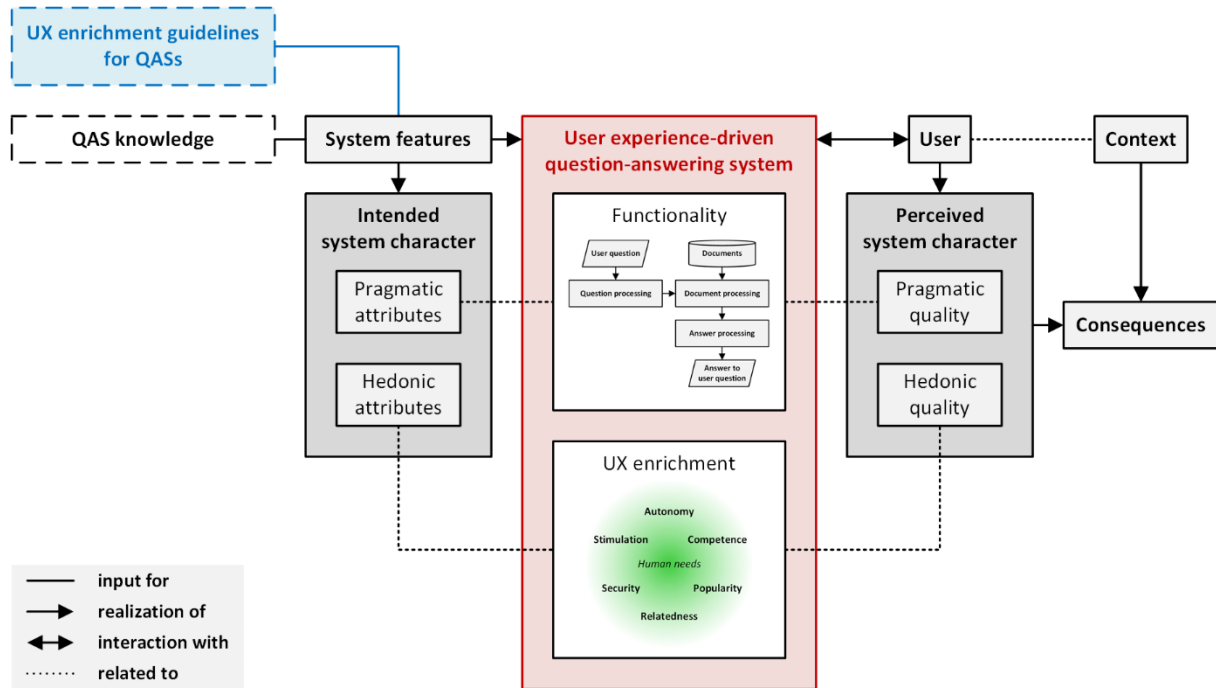 UX enrichment guidelines
for QASs
QAS knowledge
System features
User experience-driven
question-answering system
User
Context
Intended
system character
Pragmatic
attributes
Hedonic
attributes
Functionality
User question
Documents
Question processing
Document processing
Answer processing
Answer to
user question
UX enrichment
Autonomy
Stimulation
Competence
Human needs
Security
Popularity
Relatedness
Perceived
system character
Pragmatic
quality
Hedonic
quality
Consequences
input for
realization of
interaction with
related to